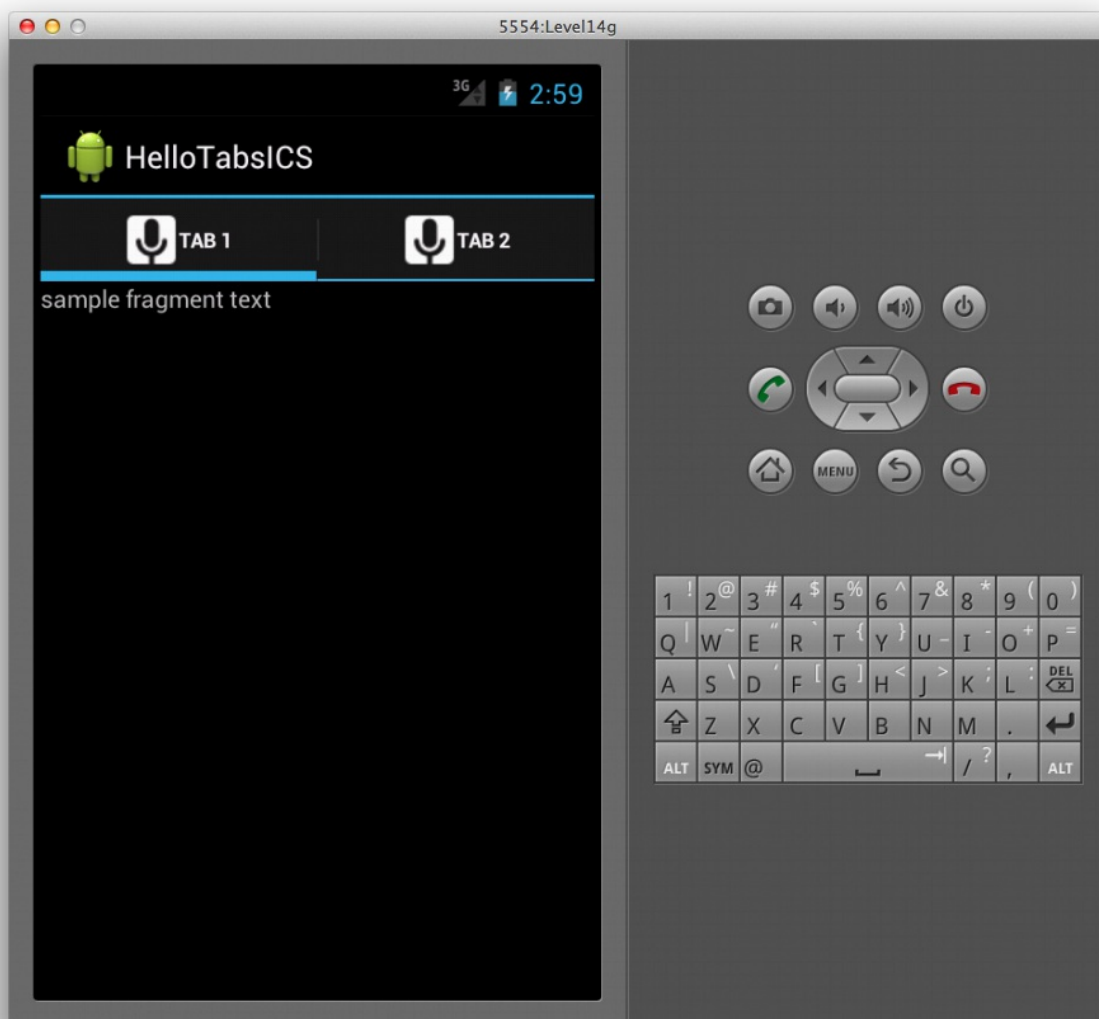 5554:Level14g
3G 2:59
HelloTabsICS
TAB 1 TAB 2
sample fragment text
MENU
1 ! 2 @ 3 # 4 $ 5 % 6 ^ 7 & 8 * 9 ( 0 )
Q | W ~ E “ R ` T { Y } U _ I - O + P =
A S \ D ‘ F [ G ] H < J > K ; L : DEL
Z X C V B N M .
ALT SYM @ / ? , ALT